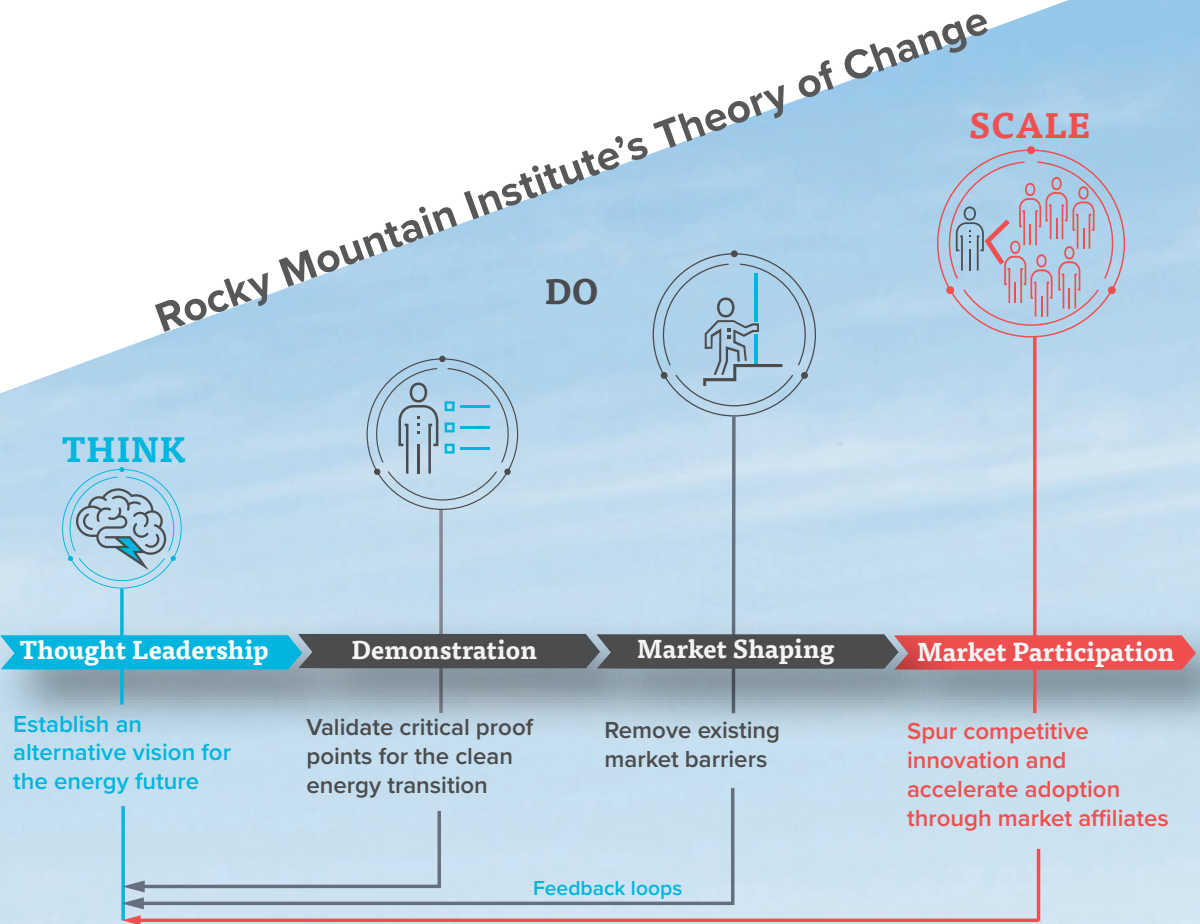 Rocky Mountain Institute’s Theory of Change
THINK
DO
SCALE
Thought Leadership
Demonstration
Market Shaping
Market Participation
Establish an
alternative vision for
the energy future
Validate critical proof
points for the clean
energy transition
Remove existing
market barriers
Spur competitive
innovation and
accelerate adoption
through market affiliates
Feedback loops